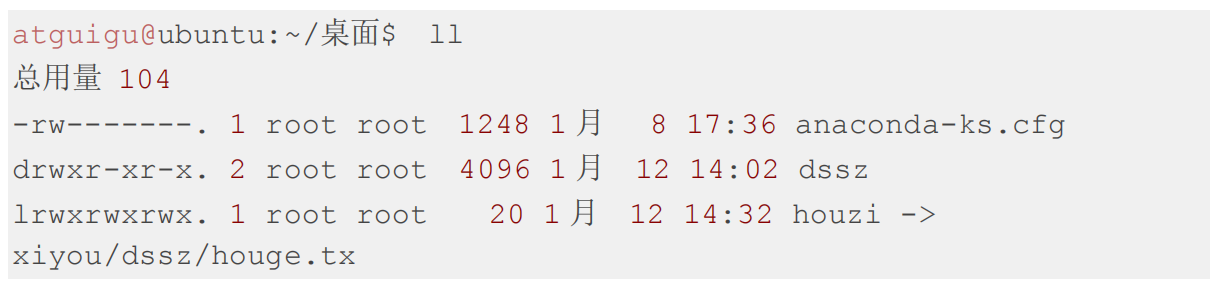 atguigu@ubuntu:~/桌面$ ll
总用量 104
-rw-------. 1 root root 1248 1月 8 17:36 anaconda-ks.cfg
drwxr-xr-x. 2 root root 4096 1月 12 14:02 dssz
lrwxrwxrwx. 1 root root 20 1月 12 14:32 houzi ->
xiyou/dssz/houge.tx